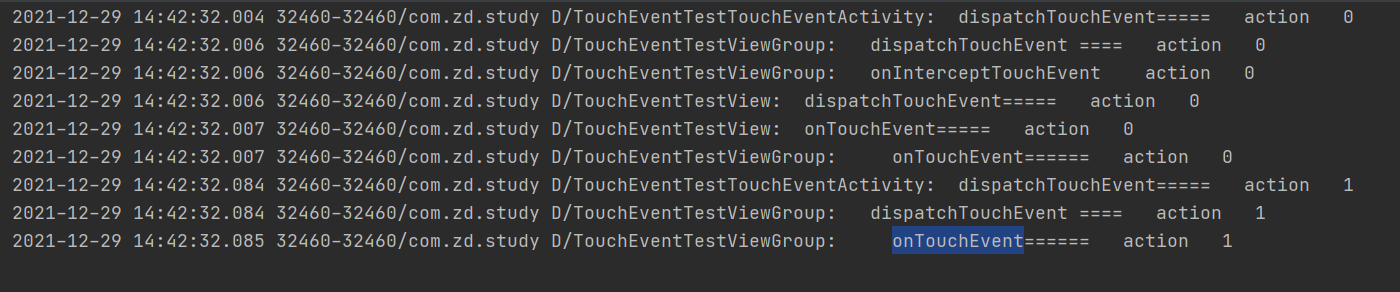 2021-12-29 14:42:32.004 32460-32460/com.zd.study D/TouchEventTestTouchEventActivity:  dispatchTouchEvent=====   action   0
2021-12-29 14:42:32.006 32460-32460/com.zd.study D/TouchEventTestViewGroup:   dispatchTouchEvent ====   action   0
2021-12-29 14:42:32.006 32460-32460/com.zd.study D/TouchEventTestViewGroup:   onInterceptTouchEvent    action   0
2021-12-29 14:42:32.006 32460-32460/com.zd.study D/TouchEventTestView:  dispatchTouchEvent=====   action   0
2021-12-29 14:42:32.007 32460-32460/com.zd.study D/TouchEventTestView:  onTouchEvent=====   action   0
2021-12-29 14:42:32.007 32460-32460/com.zd.study D/TouchEventTestViewGroup:     onTouchEvent======   action   0
2021-12-29 14:42:32.084 32460-32460/com.zd.study D/TouchEventTestTouchEventActivity:  dispatchTouchEvent=====   action   1
2021-12-29 14:42:32.084 32460-32460/com.zd.study D/TouchEventTestViewGroup:   dispatchTouchEvent ====   action   1
2021-12-29 14:42:32.085 32460-32460/com.zd.study D/TouchEventTestViewGroup:     onTouchEvent======   action   1